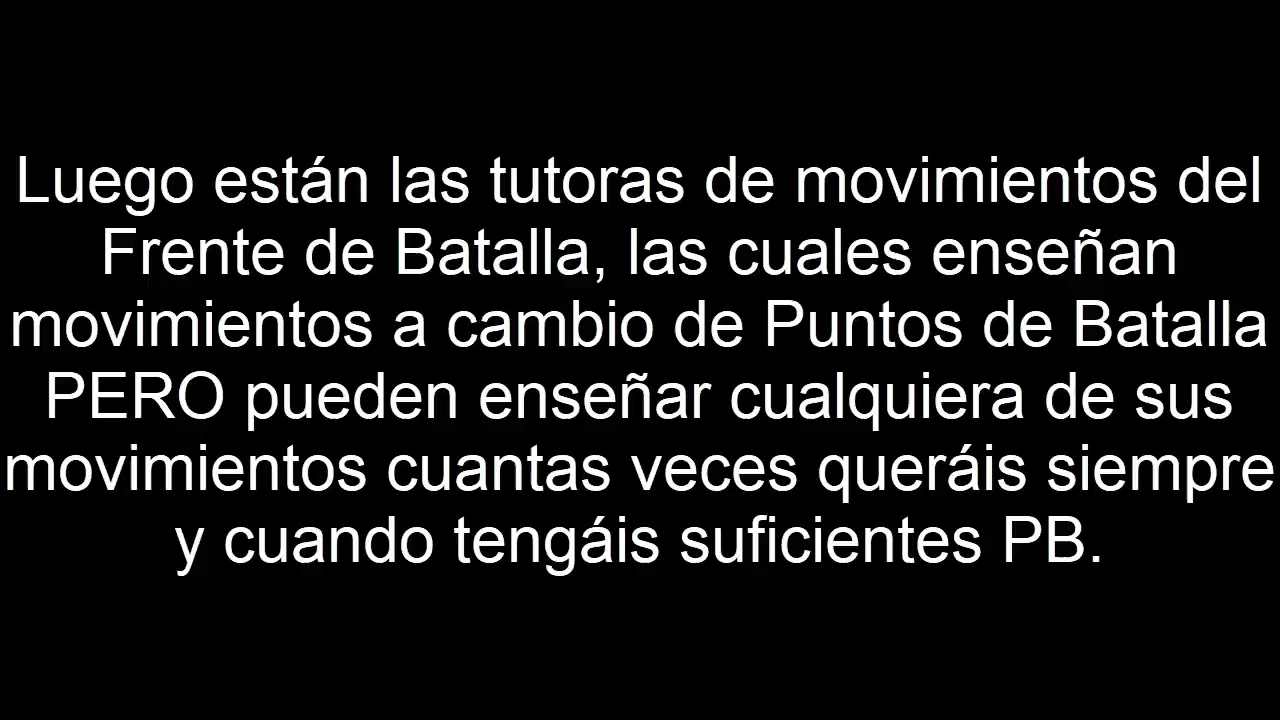 Luego están las tutoras de movimientos del
Frente de Batalla, las cuales enseñan
movimientos a cambio de Puntos de Batalla
PERO pueden enseñar cualquiera de sus
movimientos cuantas veces queráis siempre
y cuando tengáis suficientes PB.